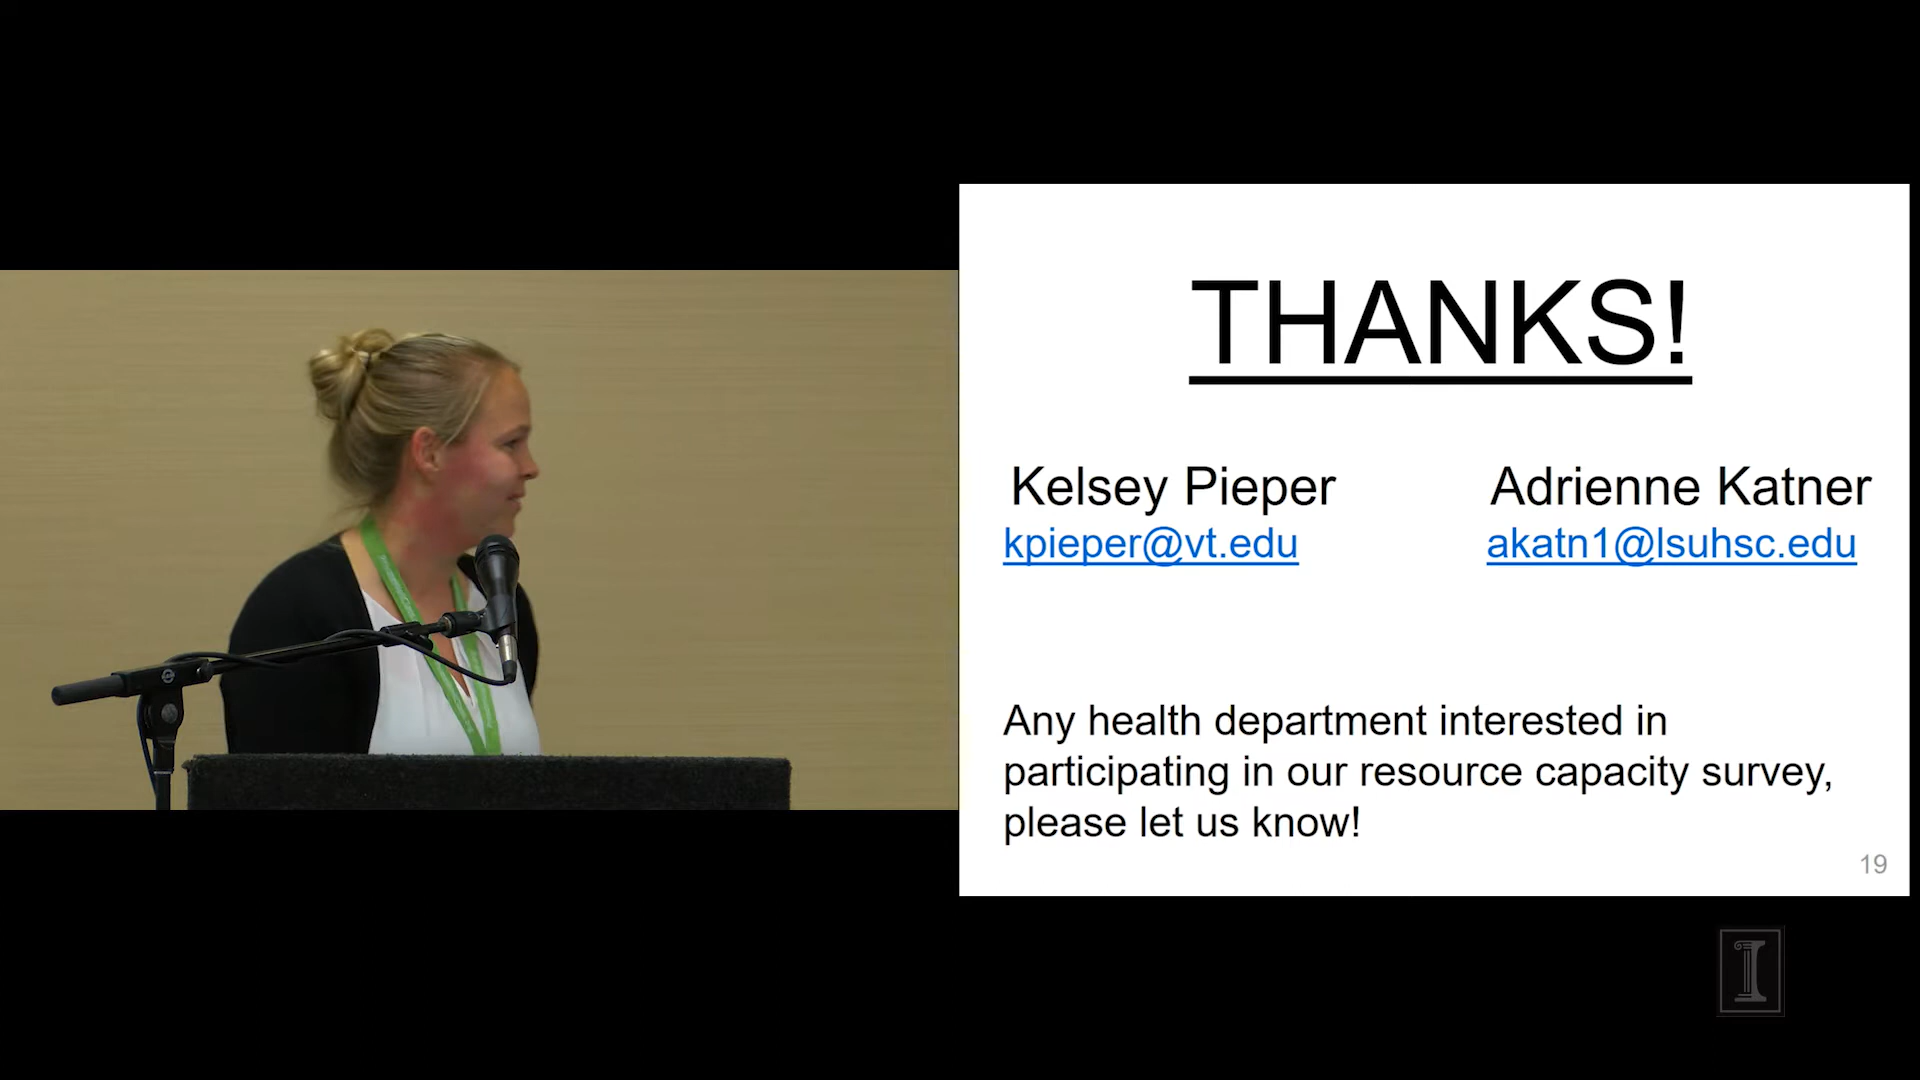 THANKS!
Kelsey Pieper
kpieper@vt.edu
Adrienne Katner
akatn1@lsuhsc.edu
Any health department interested in
participating in our resource capacity survey,
please let us know!
19
I